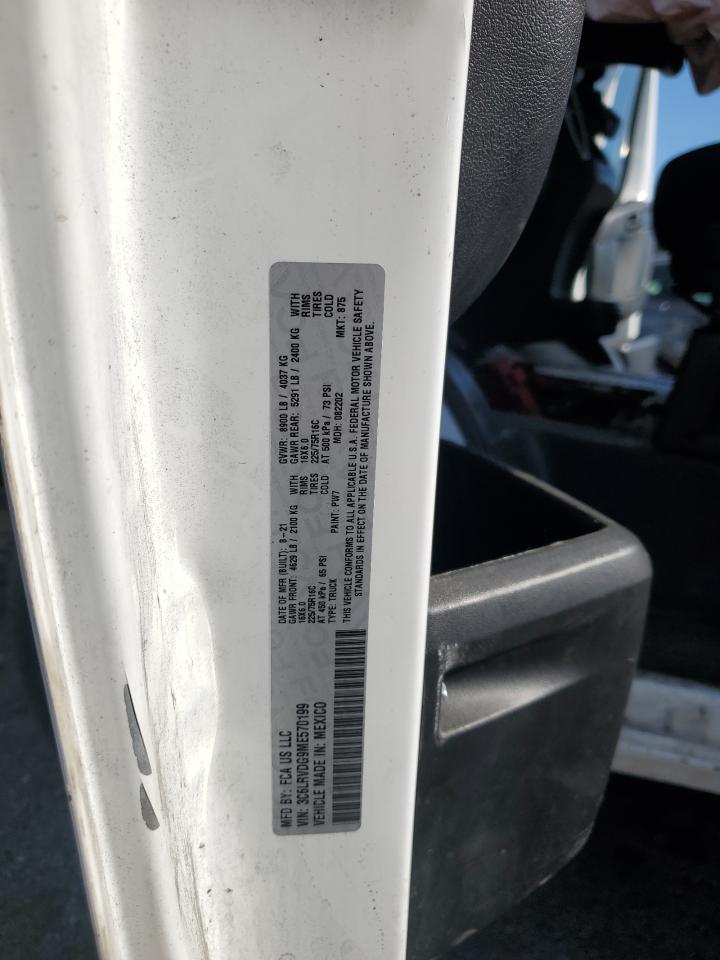 MFD BY: FCA US LLC
VIN: 3C6LRVDG9ME570199
VEHICLE MADE IN: MEXICO
DATE OF MFR (BUILT): 8-21 GVWR: 8900 LB / 4037 KG
GAWR FRONT: 4629 LB / 2100 KG WITH GAWR REAR: 5291 LB / 2400 KG WITH
16X6.0 RIMS 16X6.0 RIMS
225/75R16C TIRES 225/75R16C TIRES
AT 450 kPa / 65 PSI COLD AT 500 kPa / 73 PSI COLD
TYPE: TRUCK PAINT: PW7 MDH: 082202 MKT: 875
THIS VEHICLE CONFORMS TO ALL APPLICABLE U.S.A. FEDERAL MOTOR VEHICLE SAFETY
STANDARDS IN EFFECT ON THE DATE OF MANUFACTURE SHOWN ABOVE.